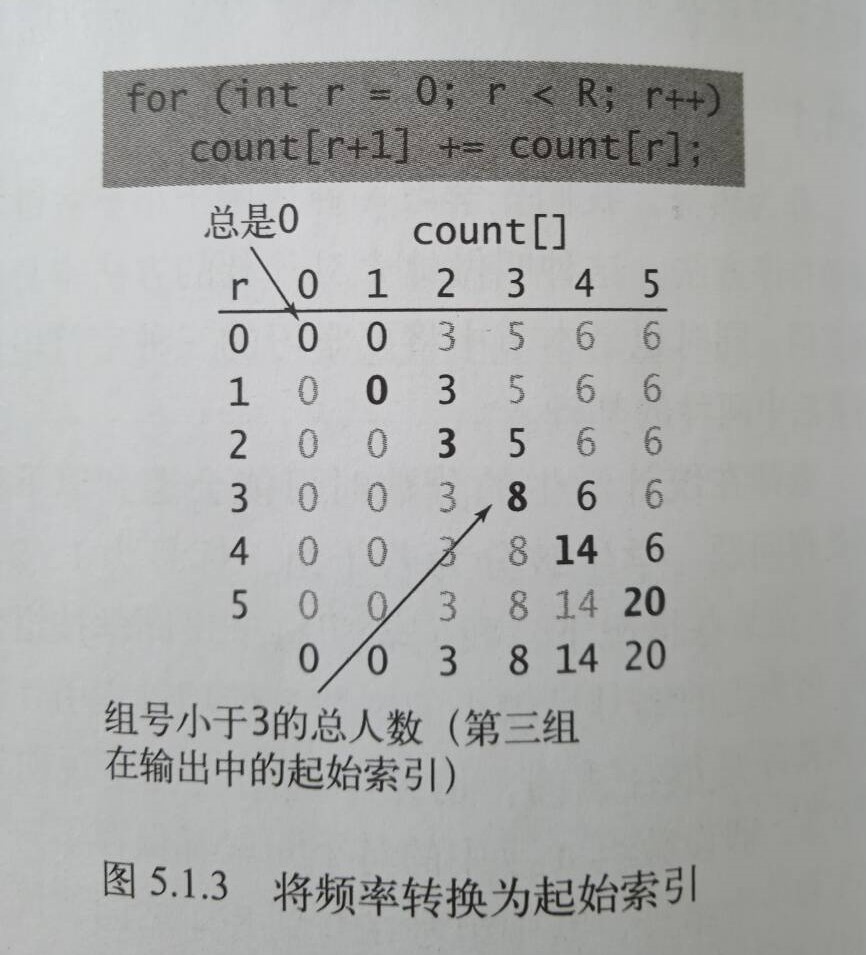 for (int r = 0; r < R; r++)
count[r+1] += count[r];
总是0
count[]
r 0 1 2 3 4 5
0 0 0 3 5 6 6
1 0 0 3 5 6 6
2 0 0 3 5 6 6
3 0 0 3 8 6 6
4 0 0 3 8 14 6
5 0 0 3 8 14 20
0 0 3 8 14 20
组号小于3的总人数（第三组
在输出中的起始索引）
图 5.1.3 将频率转换为起始索引